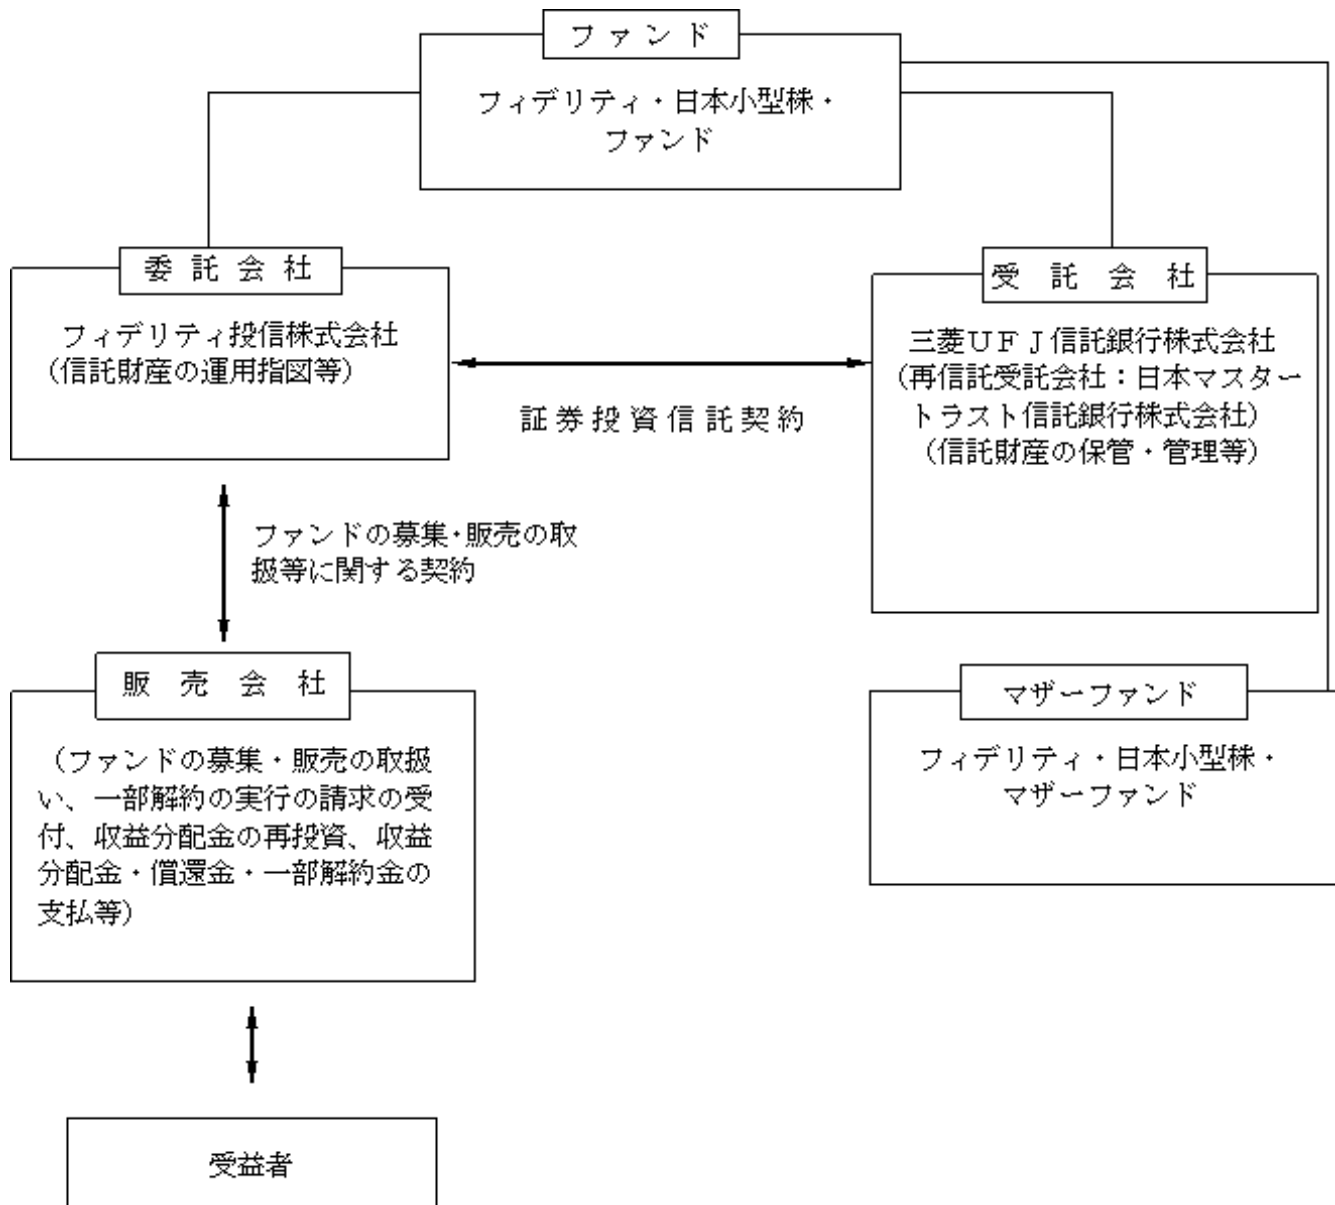 ファンド
フィデリティ・日本小型株・
ファンド
委託会社
フィデリティ投信株式会社
(信託財産の運用指図等)
証券投資信託契約
受託会社
三菱ＵＦＪ信託銀行株式会社
(再信託受託会社：日本マスター
トラスト信託銀行株式会社)
(信託財産の保管・管理等)
ファンドの募集・販売の取
扱等に関する契約
販売会社
(ファンドの募集・販売の取扱
い、一部解約の実行の請求の受
付、収益分配金の再投資、収益
分配金・償還金・一部解約金の
支払等)
マザーファンド
フィデリティ・日本小型株・
マザーファンド
受益者